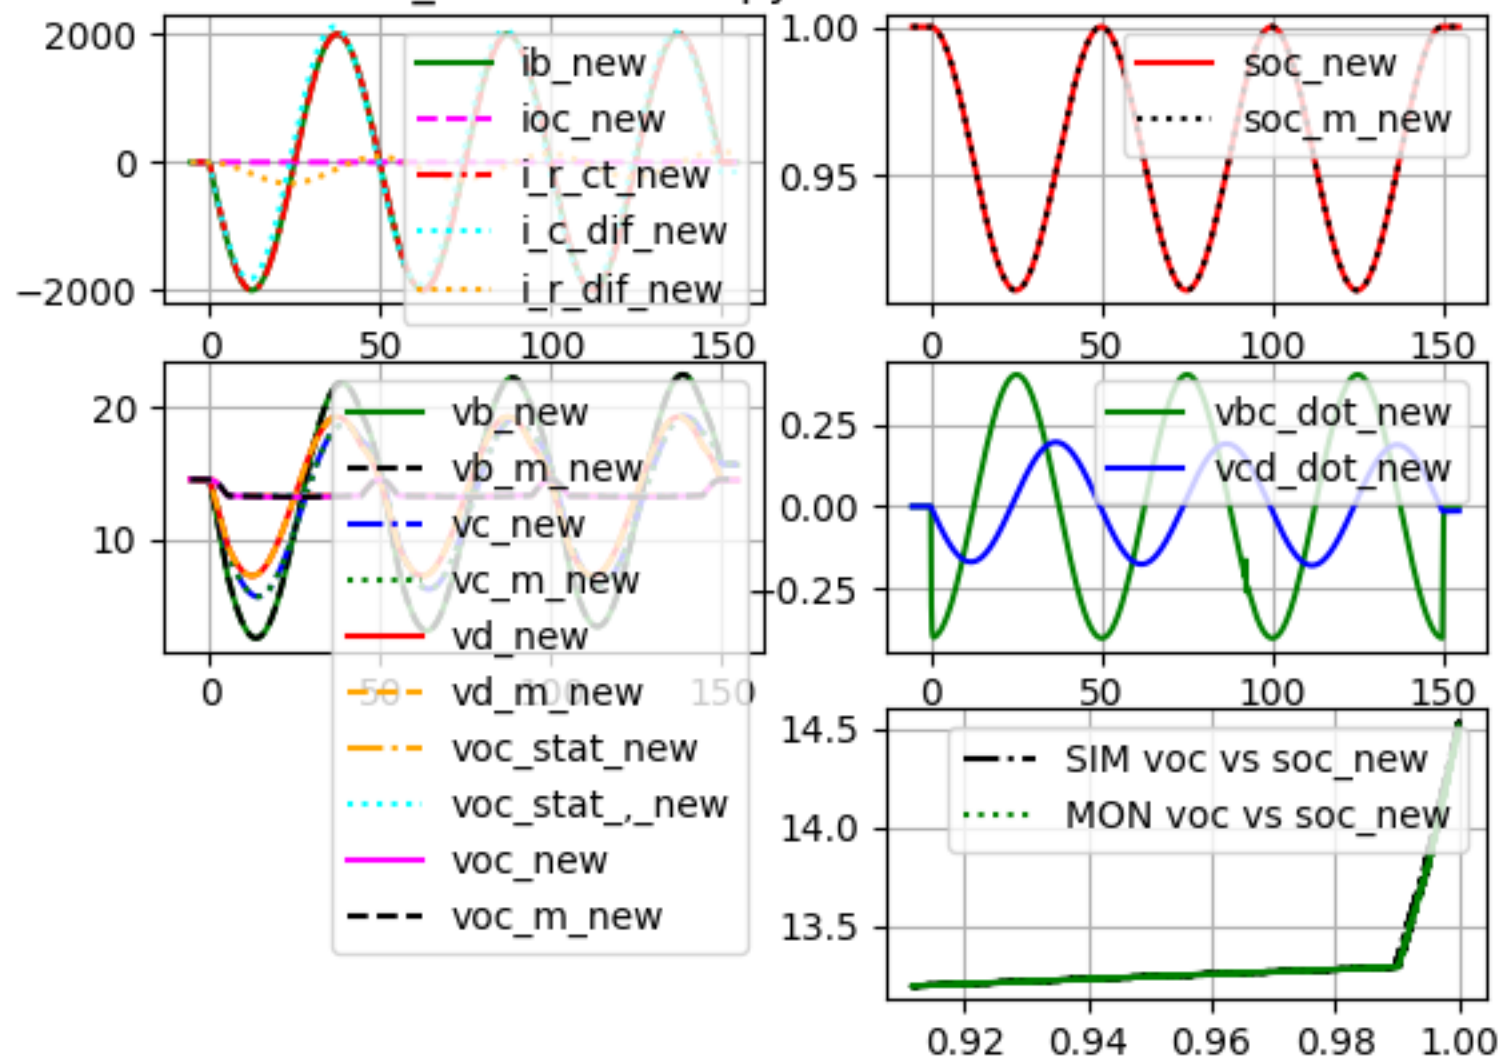 2000
0
−2000
ib_new
ioc_new
i_r_ct_new
i_c_dif_new
i_r_dif_new
0 50 100 150
1.00
0.95
soc_new
soc_m_new
0 50 100 150
20
10
vb_new
vb_m_new
vc_new
vc_m_new
vd_new
vd_m_new
voc_stat_new
voc_stat_,_new
voc_new
voc_m_new
0 50 100 150
0.25
0.00
−0.25
vbc_dot_new
vcd_dot_new
0 50 100 150
14.5
14.0
13.5
SIM voc vs soc_new
MON voc vs soc_new
0.92 0.94 0.96 0.98 1.00